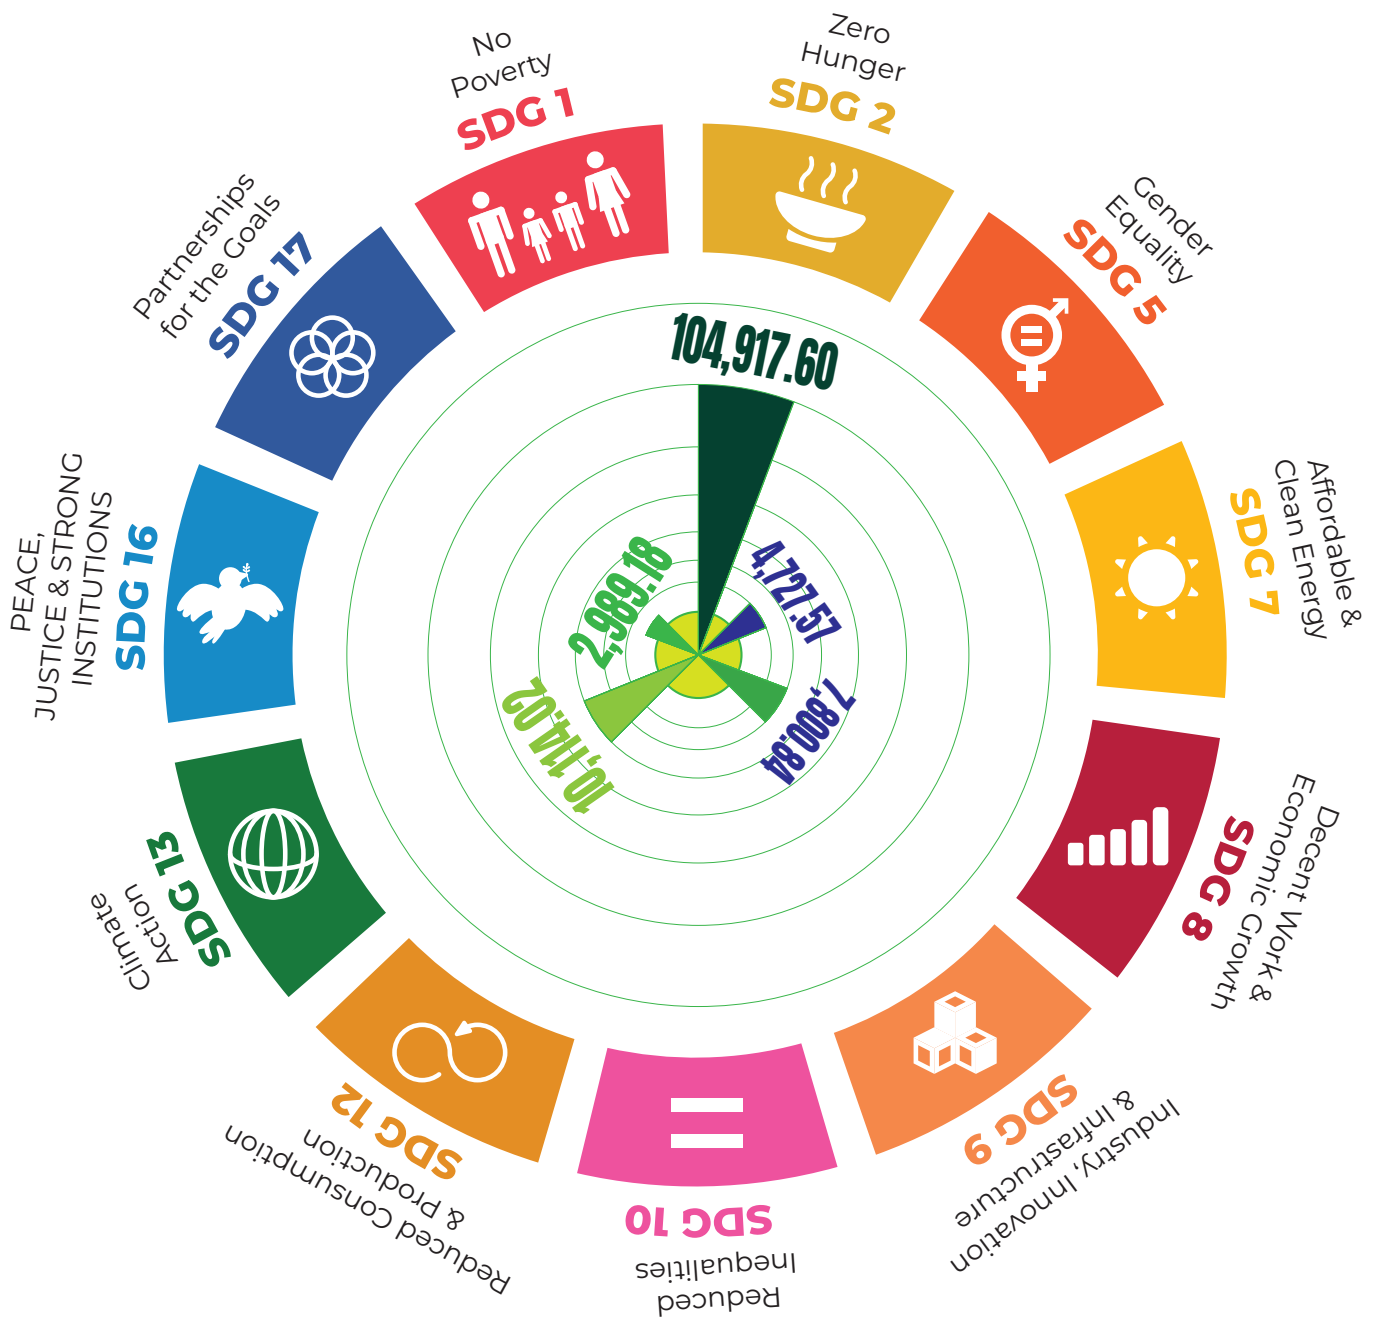 No
Poverty
SDG 1
Zero
Hunger
SDG 2
Gender
Equality
SDG 5
Affordable &
Clean Energy
SDG 7
Decent Work &
Economic Growth
SDG 8
Industry, Innovation
& Infrastructure
SDG 9
Reduced
Inequalities
SDG 10
Reduced Consumption
& Production
SDG 12
Climate
Action
SDG 13
PEACE,
JUSTICE & STRONG
INSTITUTIONS
SDG 16
Partnerships
for the Goals
SDG 17
104,917.60
4,727.57
7,800.84
10,114.02
2,989.18